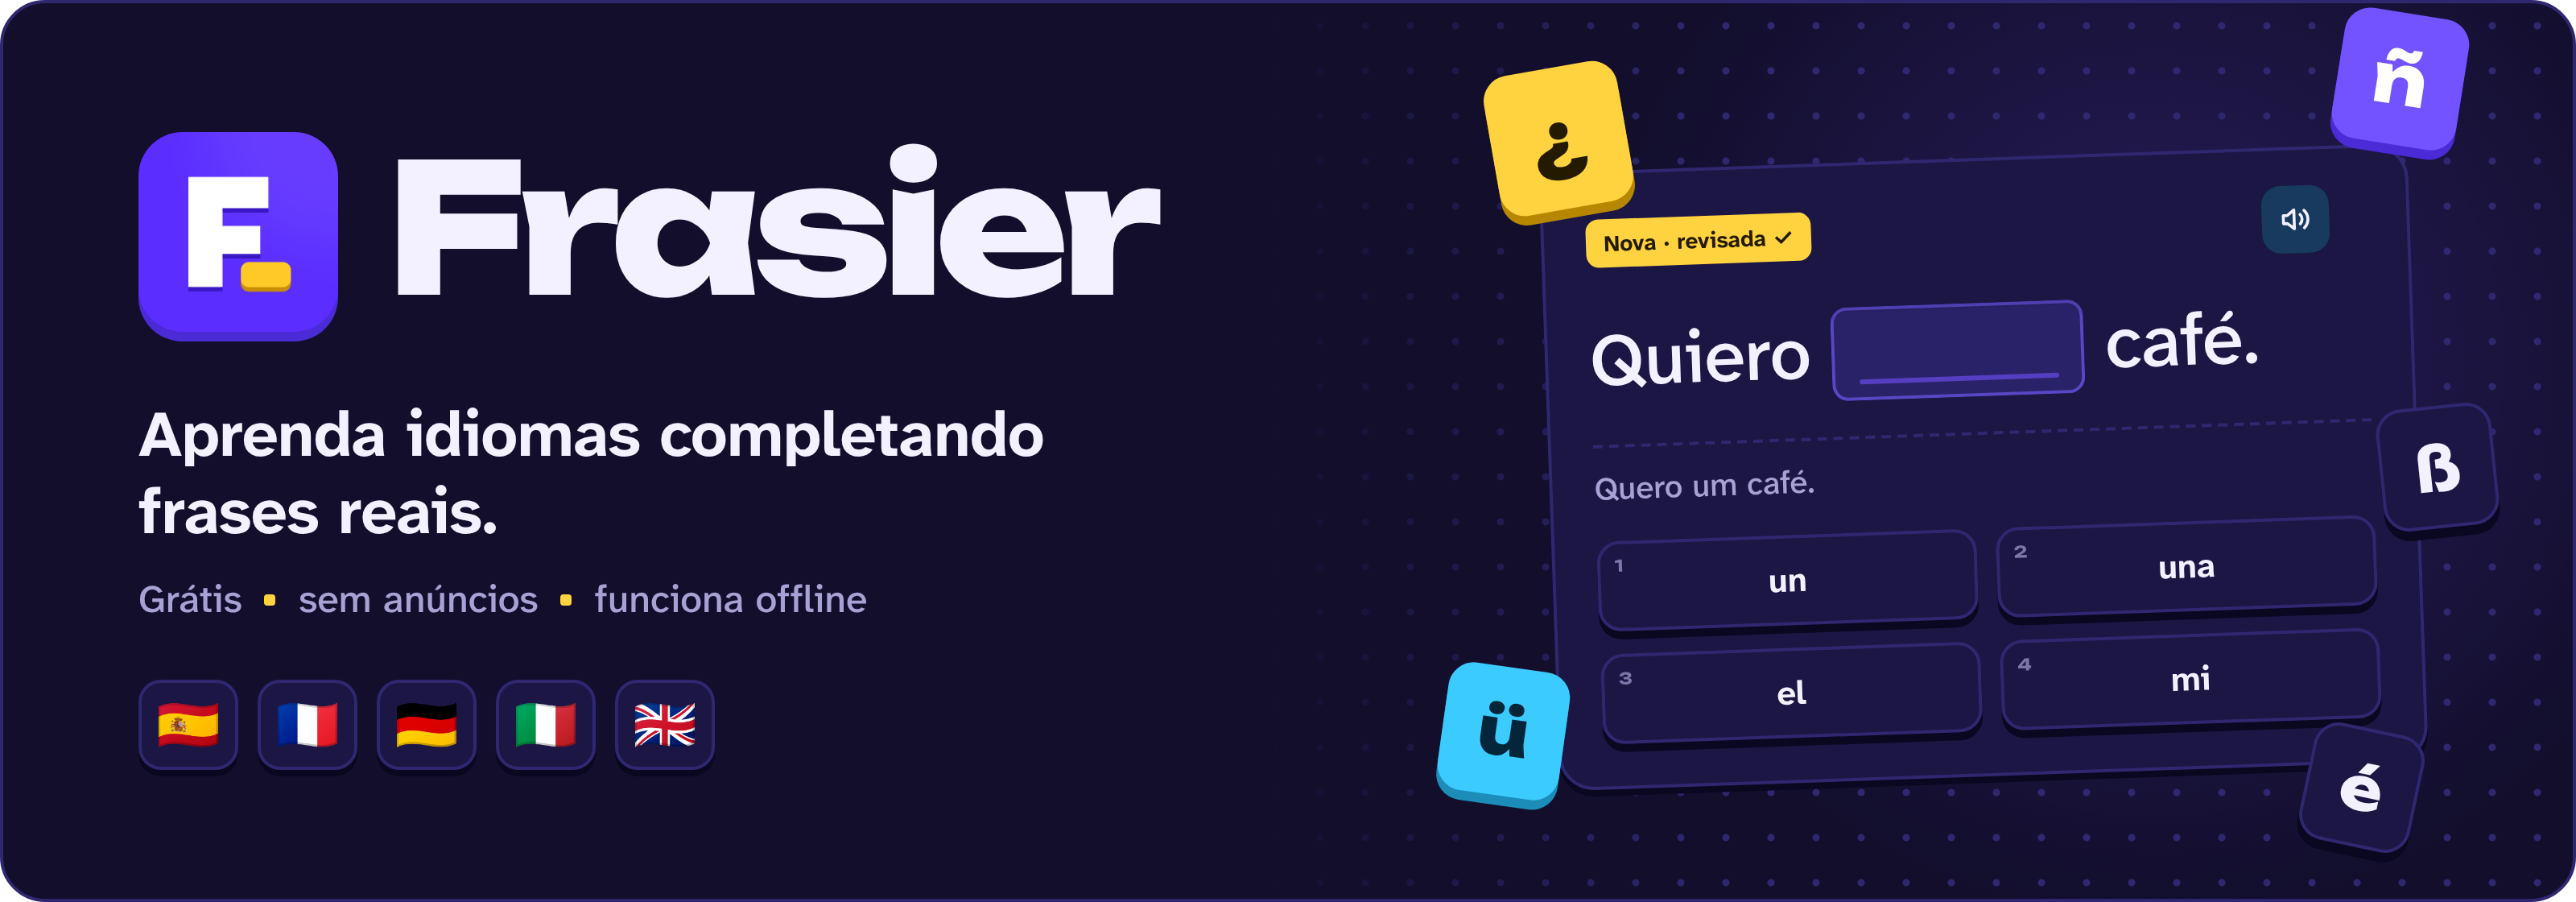 F.
Frasier
Aprenda idiomas completando
frases reais.
Grátis ▪ sem anúncios ▪ funciona offline
¿
ñ
Nova · revisada ✓
Quiero ____ café.
ß
Quero um café.
1 un
2 una
3 el
4 mi
ü
é